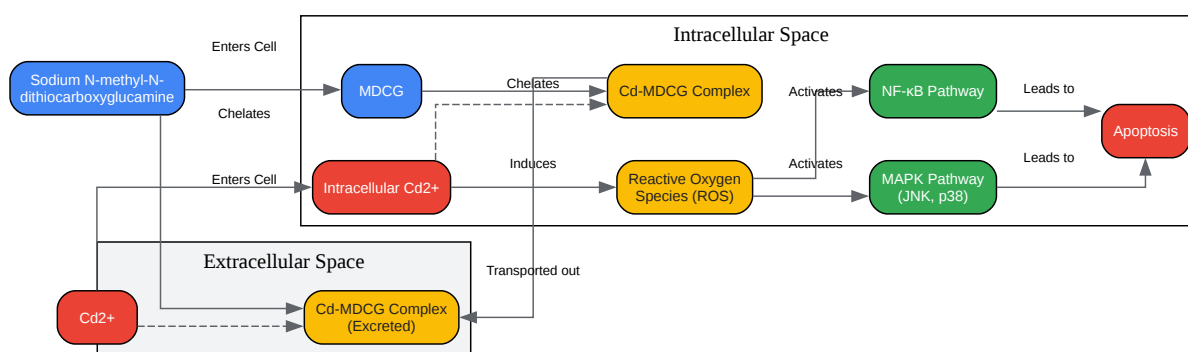 Intracellular Space
Enters Cell
Sodium N-methyl-N-
dithiocarboxyglucamine
MDCG
Chelates
Cd-MDCG Complex
Activates
NF-κB Pathway
Leads to
Chelates
Apoptosis
Enters Cell
Intracellular Cd2+
Induces
Reactive Oxygen
Species (ROS)
Activates
MAPK Pathway
(JNK, p38)
Leads to
Extracellular Space
Transported out
Cd2+
Cd-MDCG Complex
(Excreted)